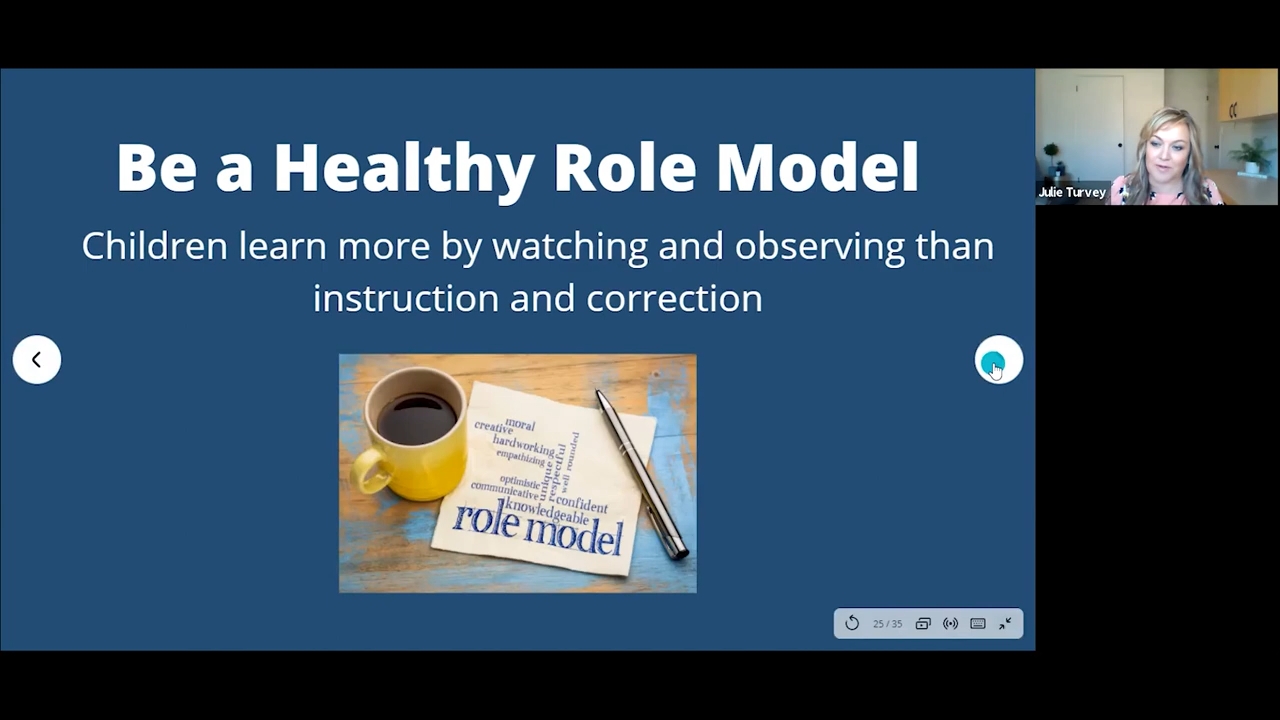 Be a Healthy Role Model
Children learn more by watching and observing than
instruction and correction
Julie Turvey
moral
creative
hardworking
empathizing
unique
respectful
well rounded
optimistic
communicative
confident
knowledgeable
role model
25 / 35